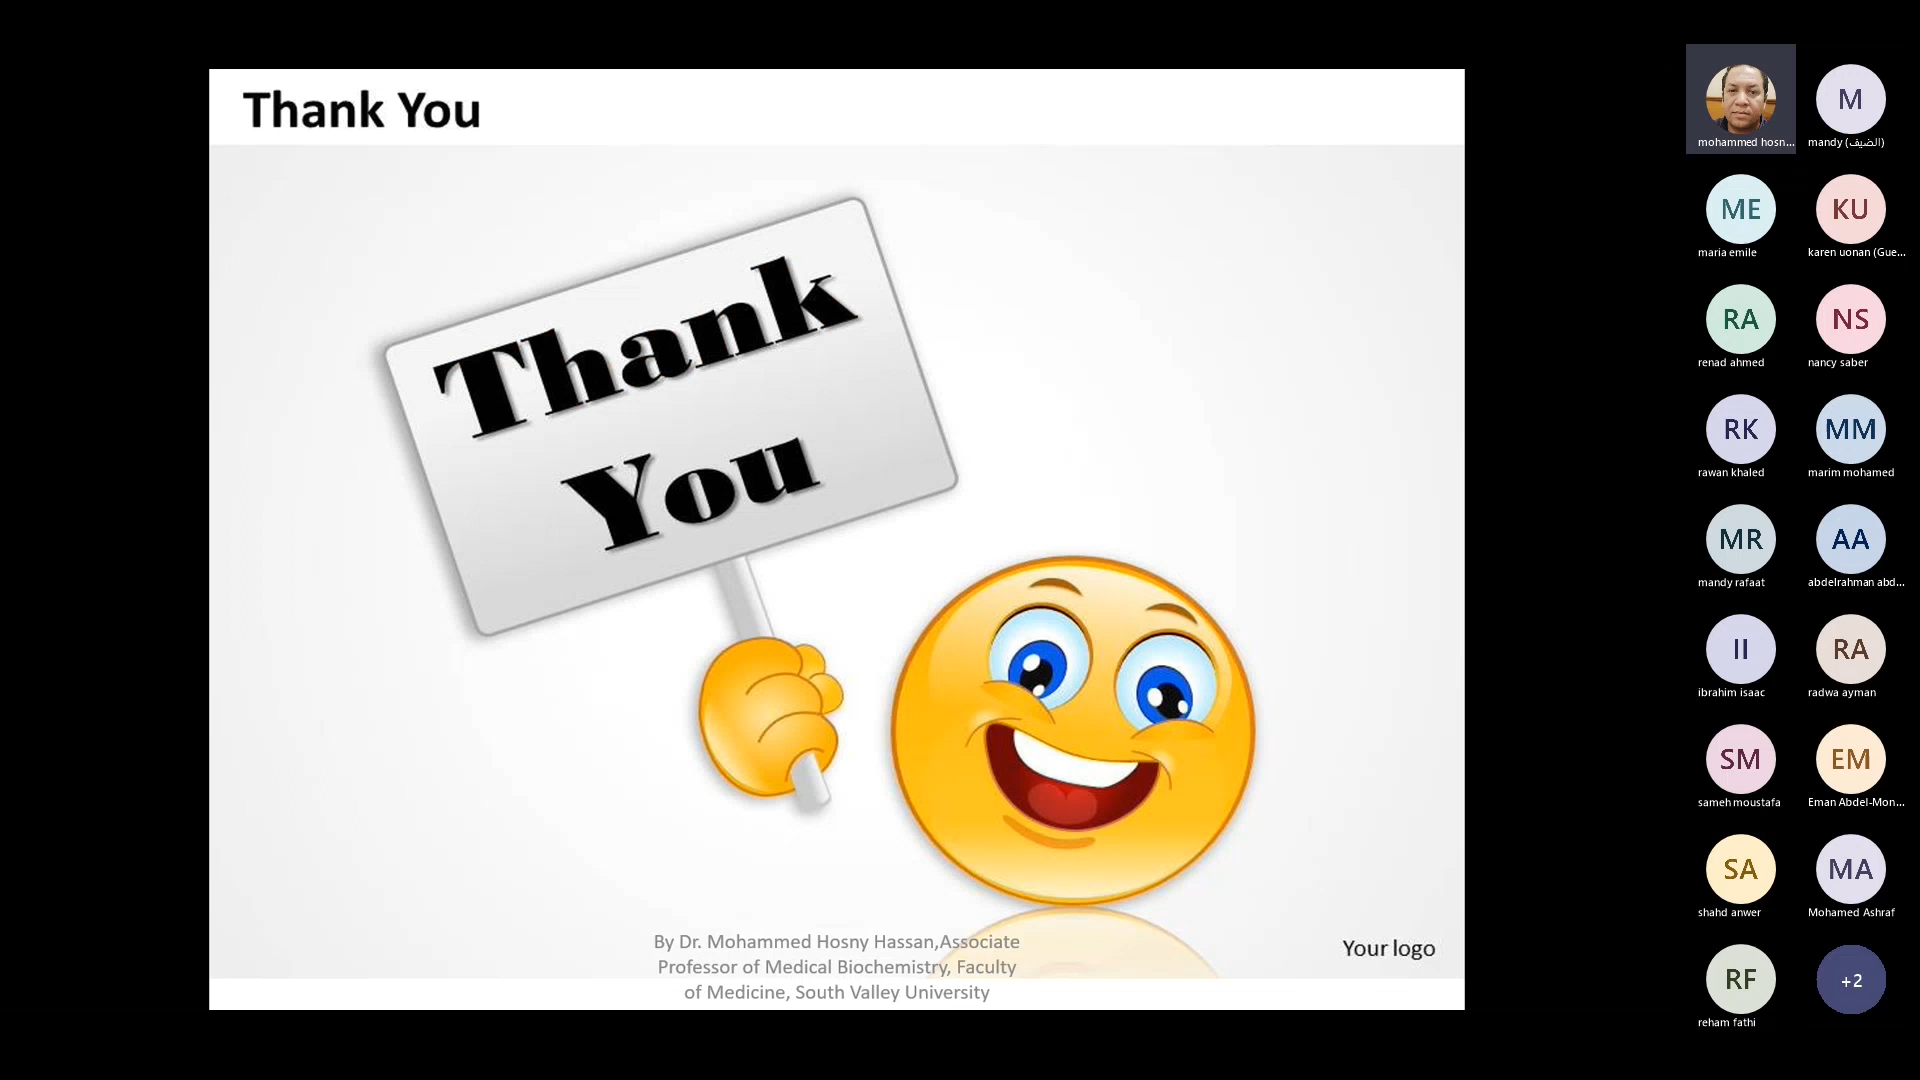 Thank You
Thank
You
By Dr. Mohammed Hosny Hassan,Associate
Professor of Medical Biochemistry, Faculty
of Medicine, South Valley University
Your logo
mohammed hosn...
M
mandy (الضيف)
ME
maria emile
KU
karen uonan (Gue...
RA
renad ahmed
NS
nancy saber
RK
rawan khaled
MM
marim mohamed
MR
mandy rafaat
AA
abdelrahman abd...
II
ibrahim isaac
RA
radwa ayman
SM
sameh moustafa
EM
Eman Abdel-Mon...
SA
shahd anwer
MA
Mohamed Ashraf
RF
reham fathi
+2